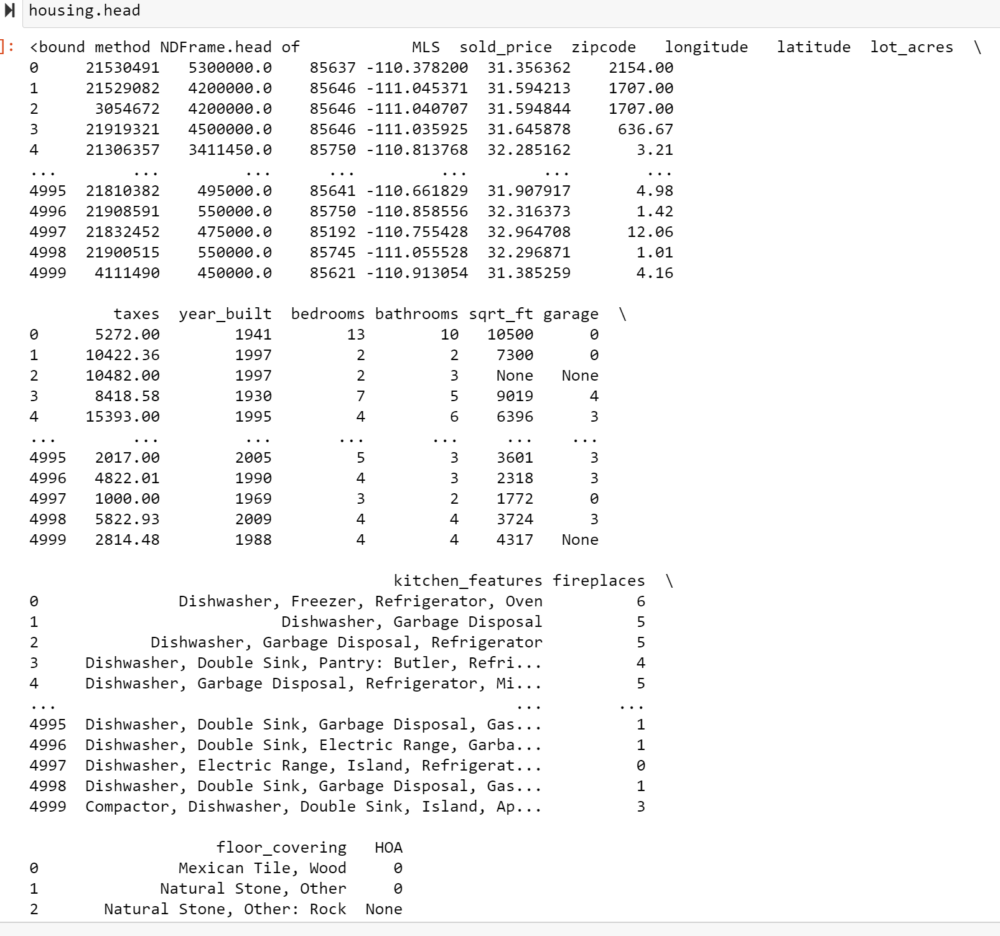 housing.head
]: <bound method NDFrame.head of            MLS  sold_price  zipcode   longitude   latitude  lot_acres  \
0     21530491   5300000.0    85637 -110.378200  31.356362    2154.00
1     21529082   4200000.0    85646 -111.045371  31.594213    1707.00
2      3054672   4200000.0    85646 -111.040707  31.594844    1707.00
3     21919321   4500000.0    85646 -111.035925  31.645878     636.67
4     21306357   3411450.0    85750 -110.813768  32.285162       3.21
...        ...         ...      ...         ...        ...        ...
4995  21810382    495000.0    85641 -110.661829  31.907917       4.98
4996  21908591    550000.0    85750 -110.858556  32.316373       1.42
4997  21832452    475000.0    85192 -110.755428  32.964708      12.06
4998  21900515    550000.0    85745 -111.055528  32.296871       1.01
4999   4111490    450000.0    85621 -110.913054  31.385259       4.16
         taxes  year_built  bedrooms bathrooms sqrt_ft garage  \
0      5272.00        1941        13        10   10500      0
1     10422.36        1997         2         2    7300      0
2     10482.00        1997         2         3    None   None
3      8418.58        1930         7         5    9019      4
4     15393.00        1995         4         6    6396      3
...        ...         ...       ...       ...     ...    ...
4995   2017.00        2005         5         3    3601      3
4996   4822.01        1990         4         3    2318      3
4997   1000.00        1969         3         2    1772      0
4998   5822.93        2009         4         4    3724      3
4999   2814.48        1988         4         4    4317   None
                                       kitchen_features fireplaces  \
0               Dishwasher, Freezer, Refrigerator, Oven          6
1                          Dishwasher, Garbage Disposal          5
2            Dishwasher, Garbage Disposal, Refrigerator          5
3     Dishwasher, Double Sink, Pantry: Butler, Refri...          4
4     Dishwasher, Garbage Disposal, Refrigerator, Mi...          5
...                                                 ...        ...
4995  Dishwasher, Double Sink, Garbage Disposal, Gas...          1
4996  Dishwasher, Double Sink, Electric Range, Garba...          1
4997  Dishwasher, Electric Range, Island, Refrigerat...          0
4998  Dishwasher, Double Sink, Garbage Disposal, Gas...          1
4999  Compactor, Dishwasher, Double Sink, Island, Ap...          3
                    floor_covering   HOA
0               Mexican Tile, Wood     0
1             Natural Stone, Other     0
2       Natural Stone, Other: Rock  None